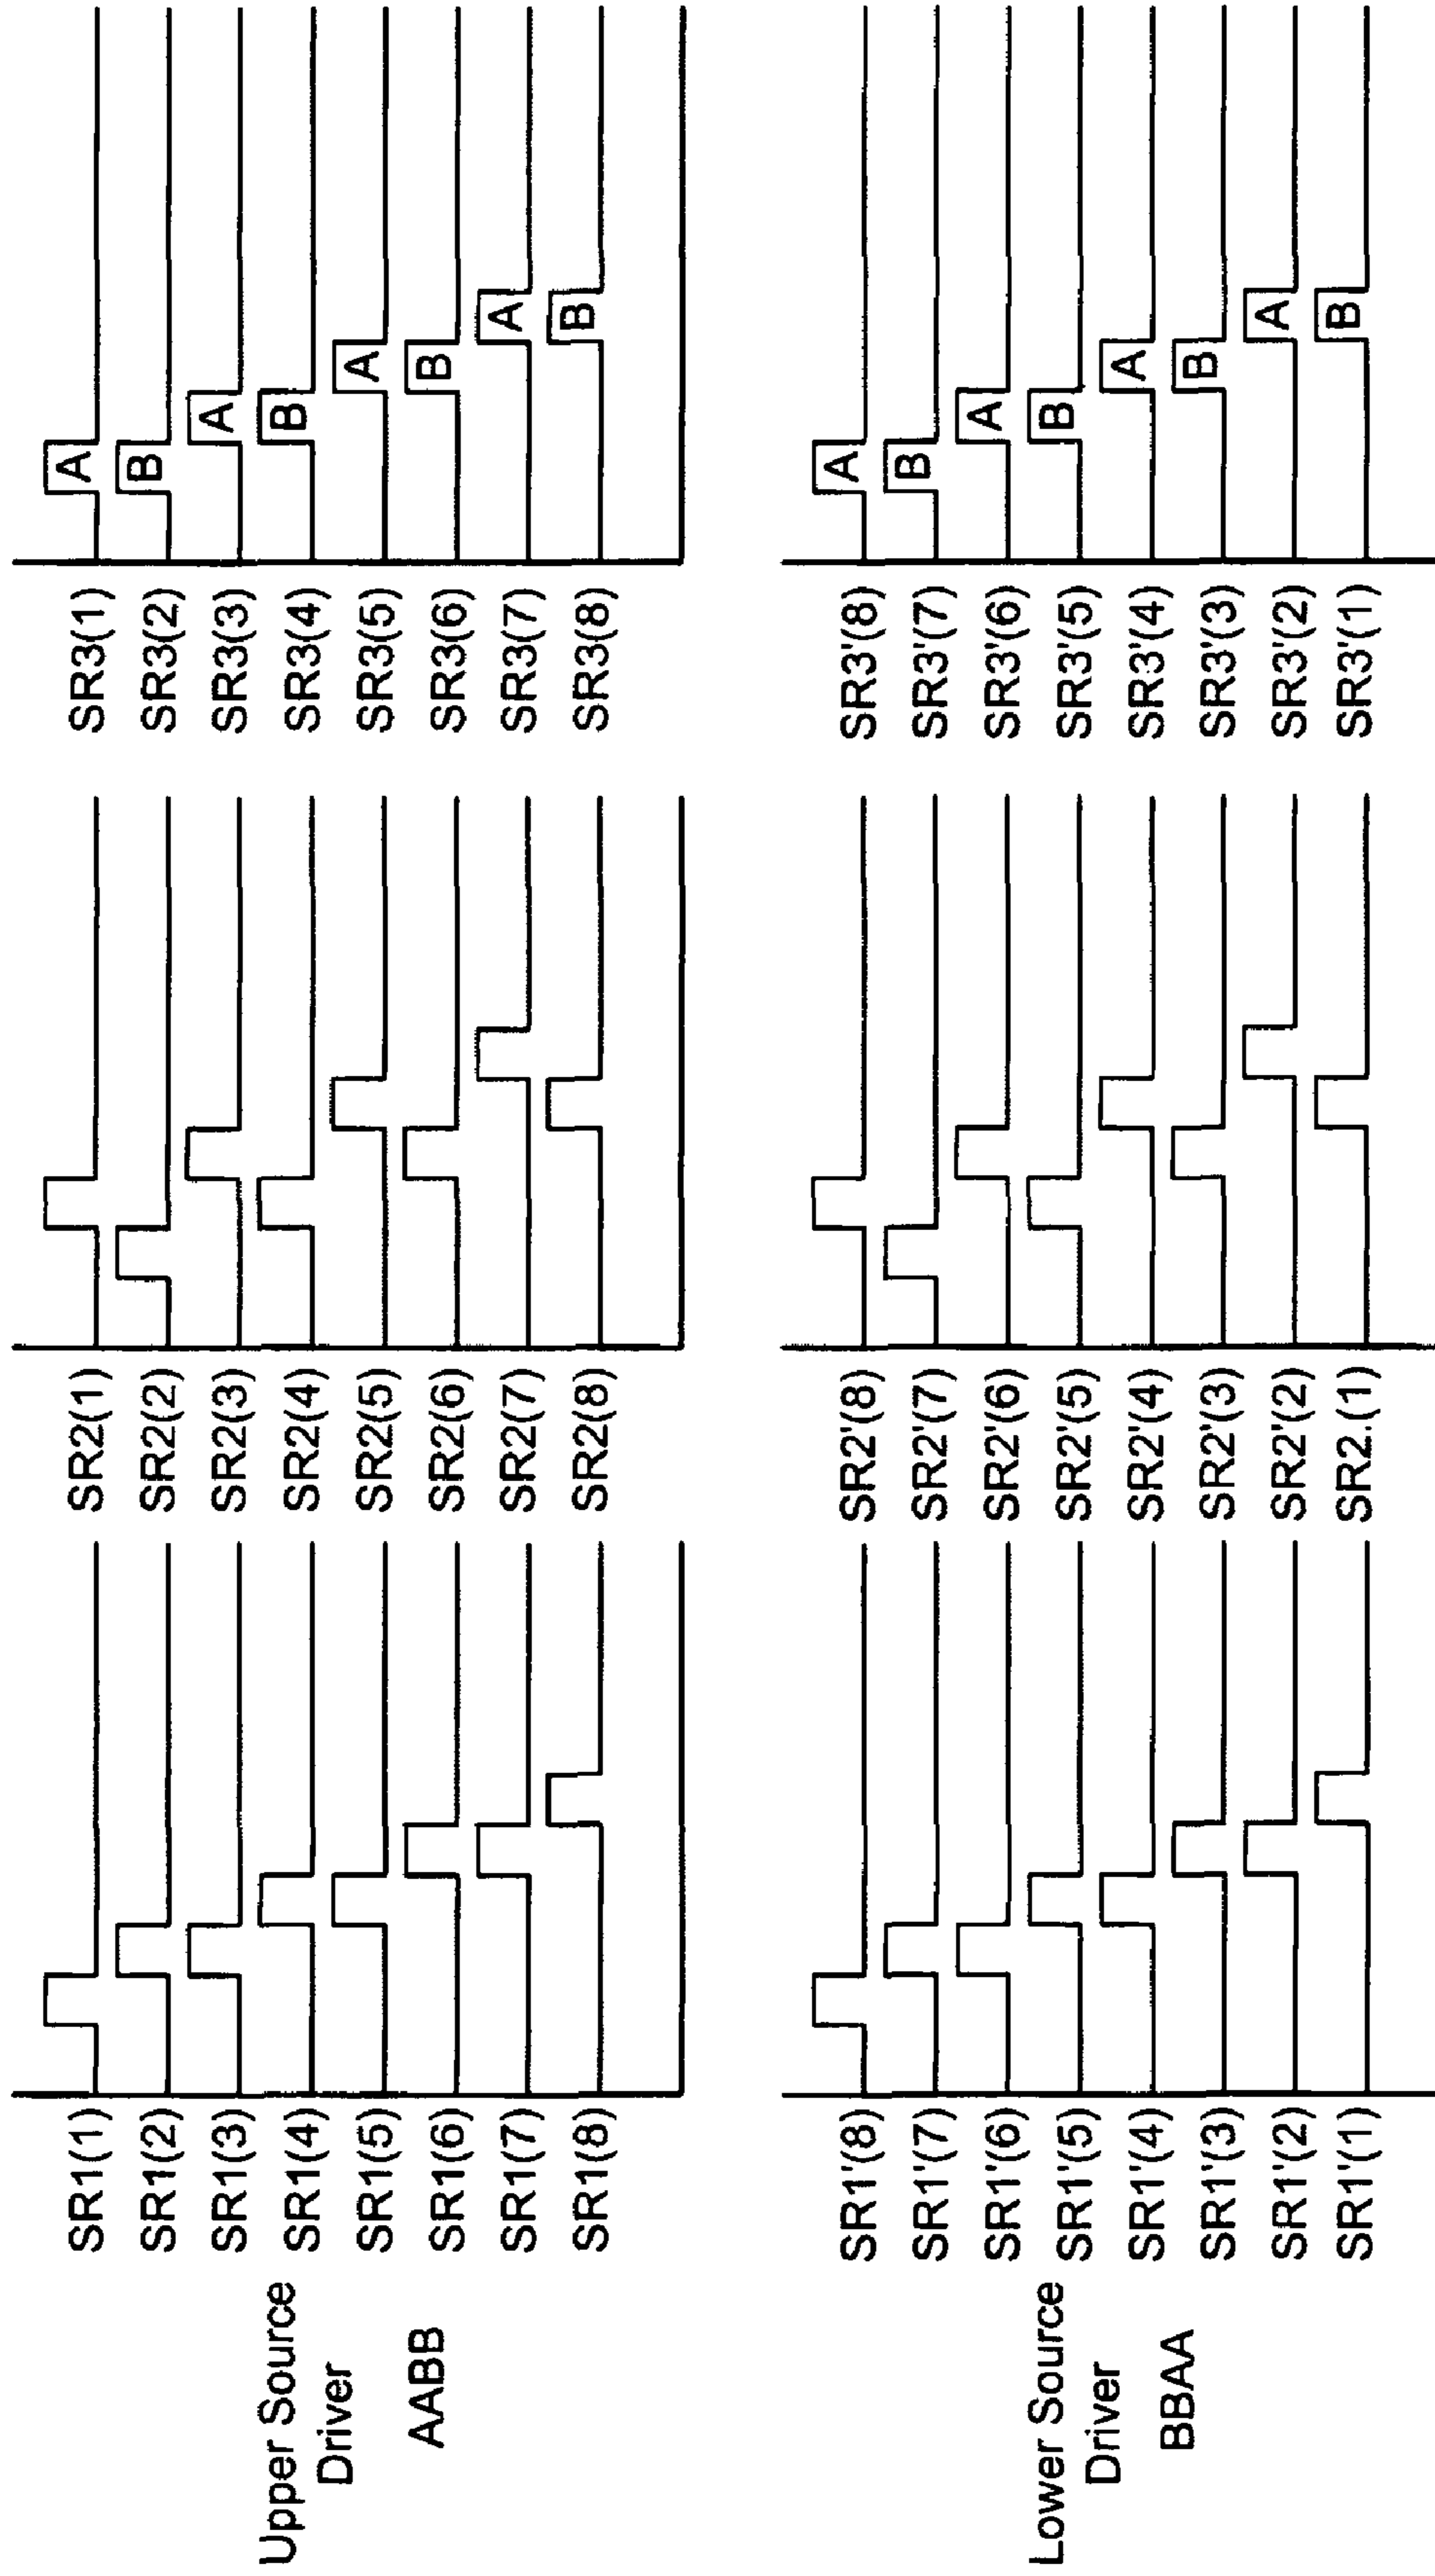 Upper Source
Driver
AABB
SR1(1)
SR1(2)
SR1(3)
SR1(4)
SR1(5)
SR1(6)
SR1(7)
SR1(8)
SR2(1)
SR2(2)
SR2(3)
SR2(4)
SR2(5)
SR2(6)
SR2(7)
SR2(8)
SR3(1)
SR3(2)
SR3(3)
SR3(4)
SR3(5)
SR3(6)
SR3(7)
SR3(8)
A
B
A
B
A
B
A
B
Lower Source
Driver
BBAA
SR1'(8)
SR1'(7)
SR1'(6)
SR1'(5)
SR1'(4)
SR1'(3)
SR1'(2)
SR1'(1)
SR2'(8)
SR2'(7)
SR2'(6)
SR2'(5)
SR2'(4)
SR2'(3)
SR2'(2)
SR2.(1)
SR3'(8)
SR3'(7)
SR3'(6)
SR3'(5)
SR3'(4)
SR3'(3)
SR3'(2)
SR3'(1)
A
B
A
B
A
B
A
B